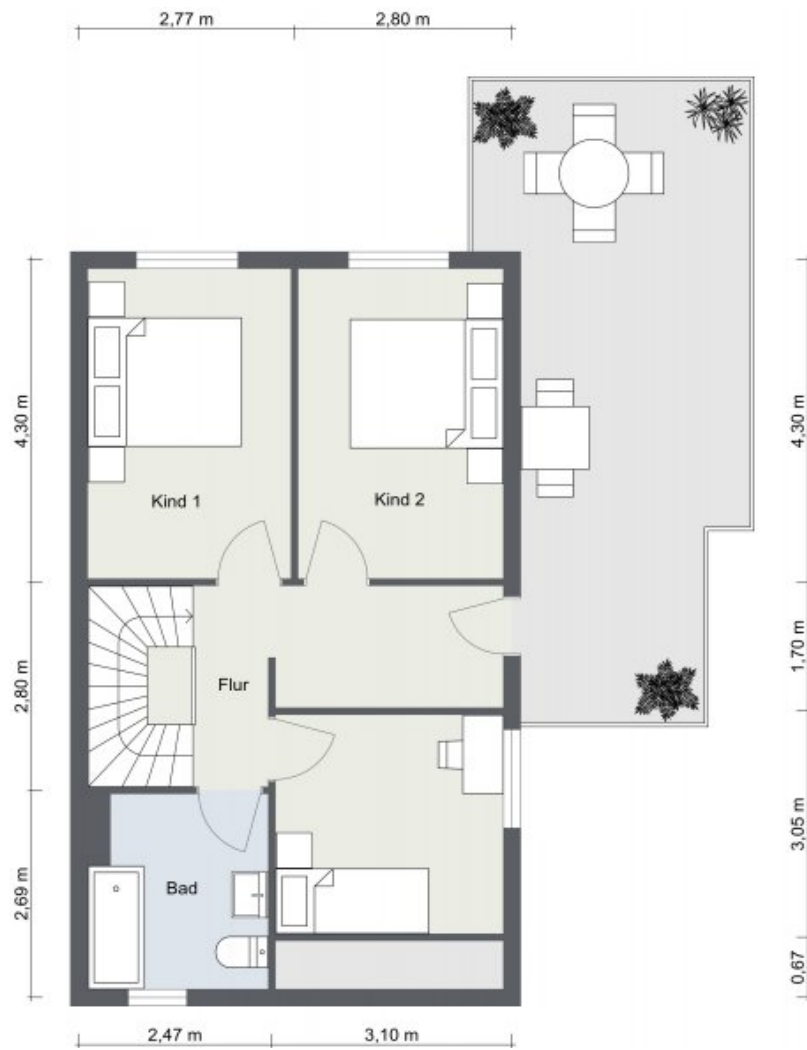 2,77 m
2,80 m
4,30 m
4,30 m
Kind 1
Kind 2
2,80 m
Flur
1,70 m
Bad
2,69 m
3,05 m
0,67
2,47 m
3,10 m